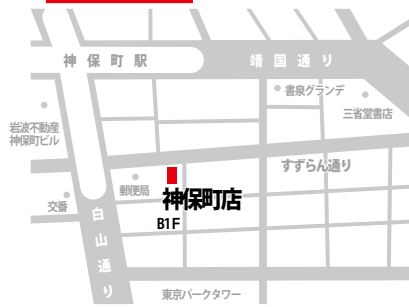 神保町駅
靖国通り
書泉グランデ
三省堂書店
岩波不動産
神保町ビル
すずらん通り
郵便局
神保町店
B1F
交番
白山通り
東京パークタワー